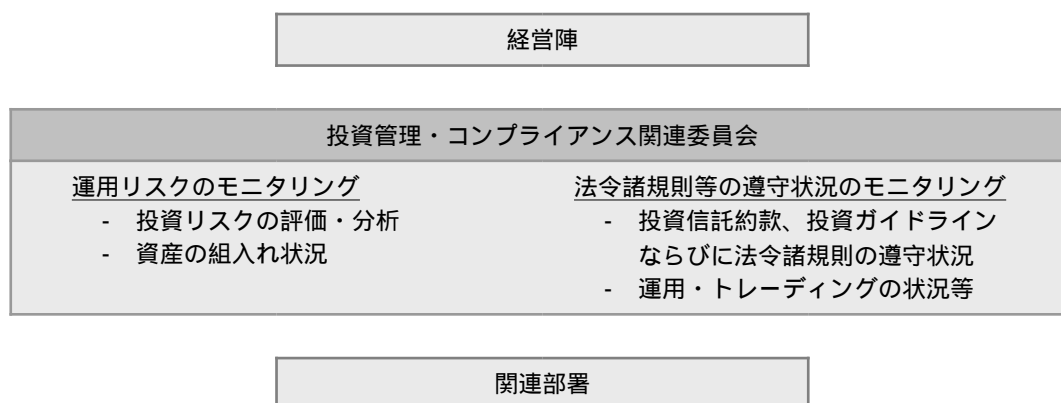 経営陣
投資管理・コンプライアンス関連委員会
運用リスクのモニタリング
- 投資リスクの評価・分析
- 資産の組入れ状況
法令諸規則等の遵守状況のモニタリング
- 投資信託約款、投資ガイドライン
ならびに法令諸規則の遵守状況
- 運用・トレーディングの状況等
関連部署